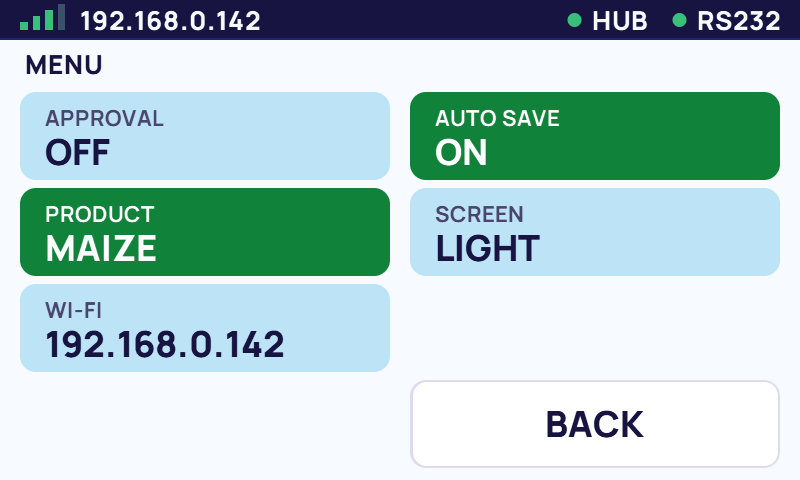 192.168.0.142 HUB RS232
MENU
APPROVAL
OFF
AUTO SAVE
ON
PRODUCT
MAIZE
SCREEN
LIGHT
WI-FI
192.168.0.142
BACK